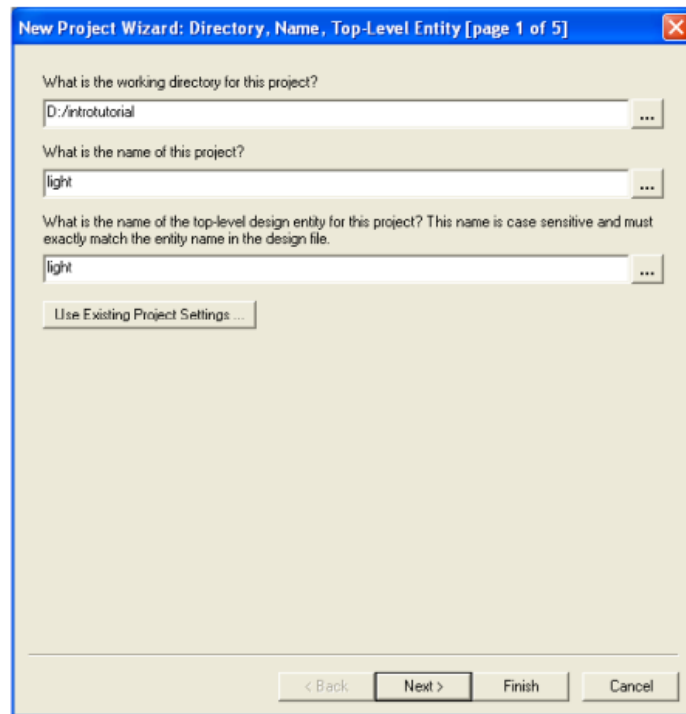 New Project Wizard: Directory, Name, Top-Level Entity [page 1 of 5]
What is the working directory for this project?
D:/introtutorial
...
What is the name of this project?
light
...
What is the name of the top-level design entity for this project? This name is case sensitive and must
exactly match the entity name in the design file.
light
...
Use Existing Project Settings ...
< Back
Next >
Finish
Cancel